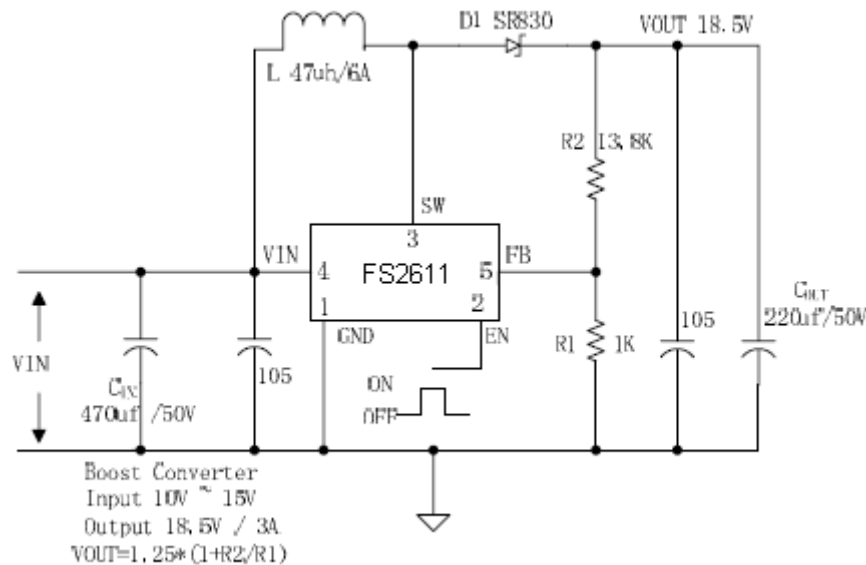 D1 SR830
VOUT 18.5V
L 47uh/6A
R2 13.8K
SW
3
VIN
4
FS2611
5
FB
1
2
GND
EN
R1
1K
105
COUT
220uf/50V
VIN
CIN
470uf/50V
105
ON
OFF
Boost Converter
Input 10V ~ 15V
Output 18.5V / 3A
VOUT=1.25*(1+R2/R1)